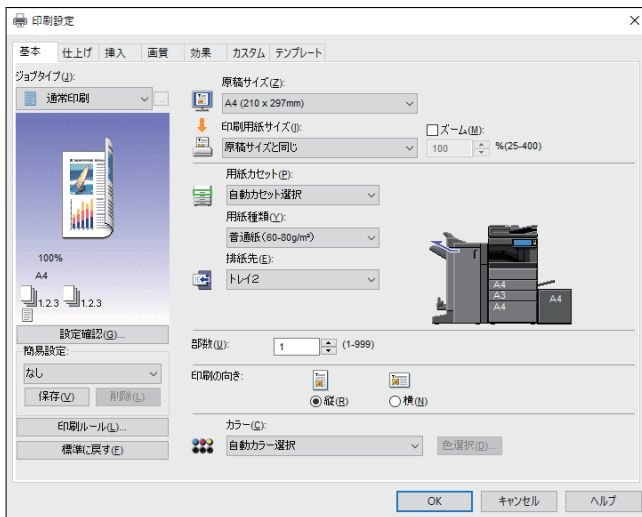 印刷設定
基本 仕上げ 挿入 画質 効果 カスタム テンプレート
ジョブタイプ(J):
通常印刷
...
100%
A4
1.2.3 1.2.3
設定確認(G)...
簡易設定:
なし
保存(V) 削除(L)
印刷ルール(L)...
標準に戻す(F)
原稿サイズ(Z):
A4 (210 x 297mm)
印刷用紙サイズ(I):
原稿サイズと同じ
ズーム(M):
100 %(25-400)
用紙カセット(P):
自動カセット選択
用紙種類(Y):
普通紙(60-80g/m²)
排紙先(E):
トレイ2
A4
A3
A4
A4
部数(U): 1 (1-999)
印刷の向き:
縦(R) 横(N)
カラー(C):
自動カラー選択
色選択(D)...
OK キャンセル ヘルプ